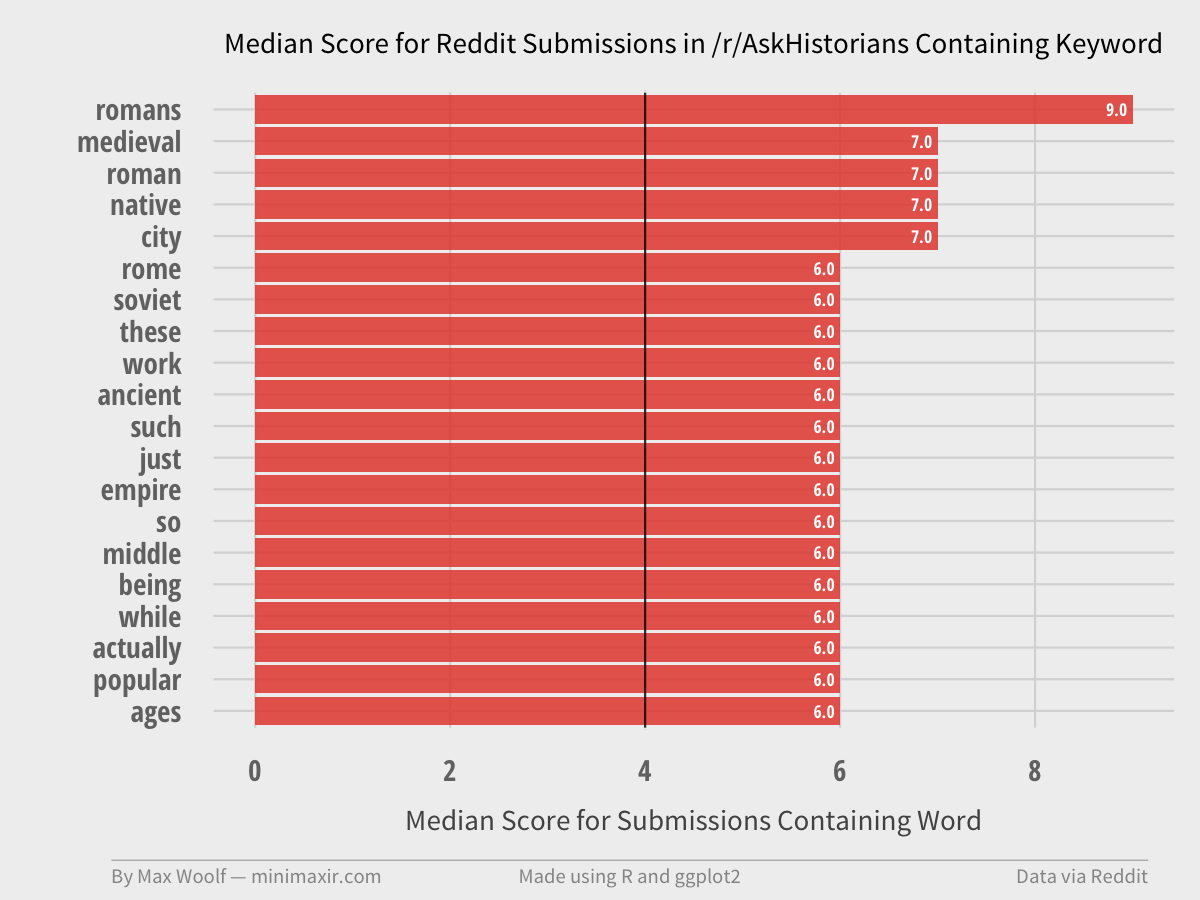 Median Score for Reddit Submissions in /r/AskHistorians Containing Keyword
romans 9.0
medieval 7.0
roman 7.0
native 7.0
city 7.0
rome 6.0
soviet 6.0
these 6.0
work 6.0
ancient 6.0
such 6.0
just 6.0
empire 6.0
so 6.0
middle 6.0
being 6.0
while 6.0
actually 6.0
popular 6.0
ages 6.0
0 2 4 6 8
Median Score for Submissions Containing Word
By Max Woolf — minimaxir.com Made using R and ggplot2 Data via Reddit